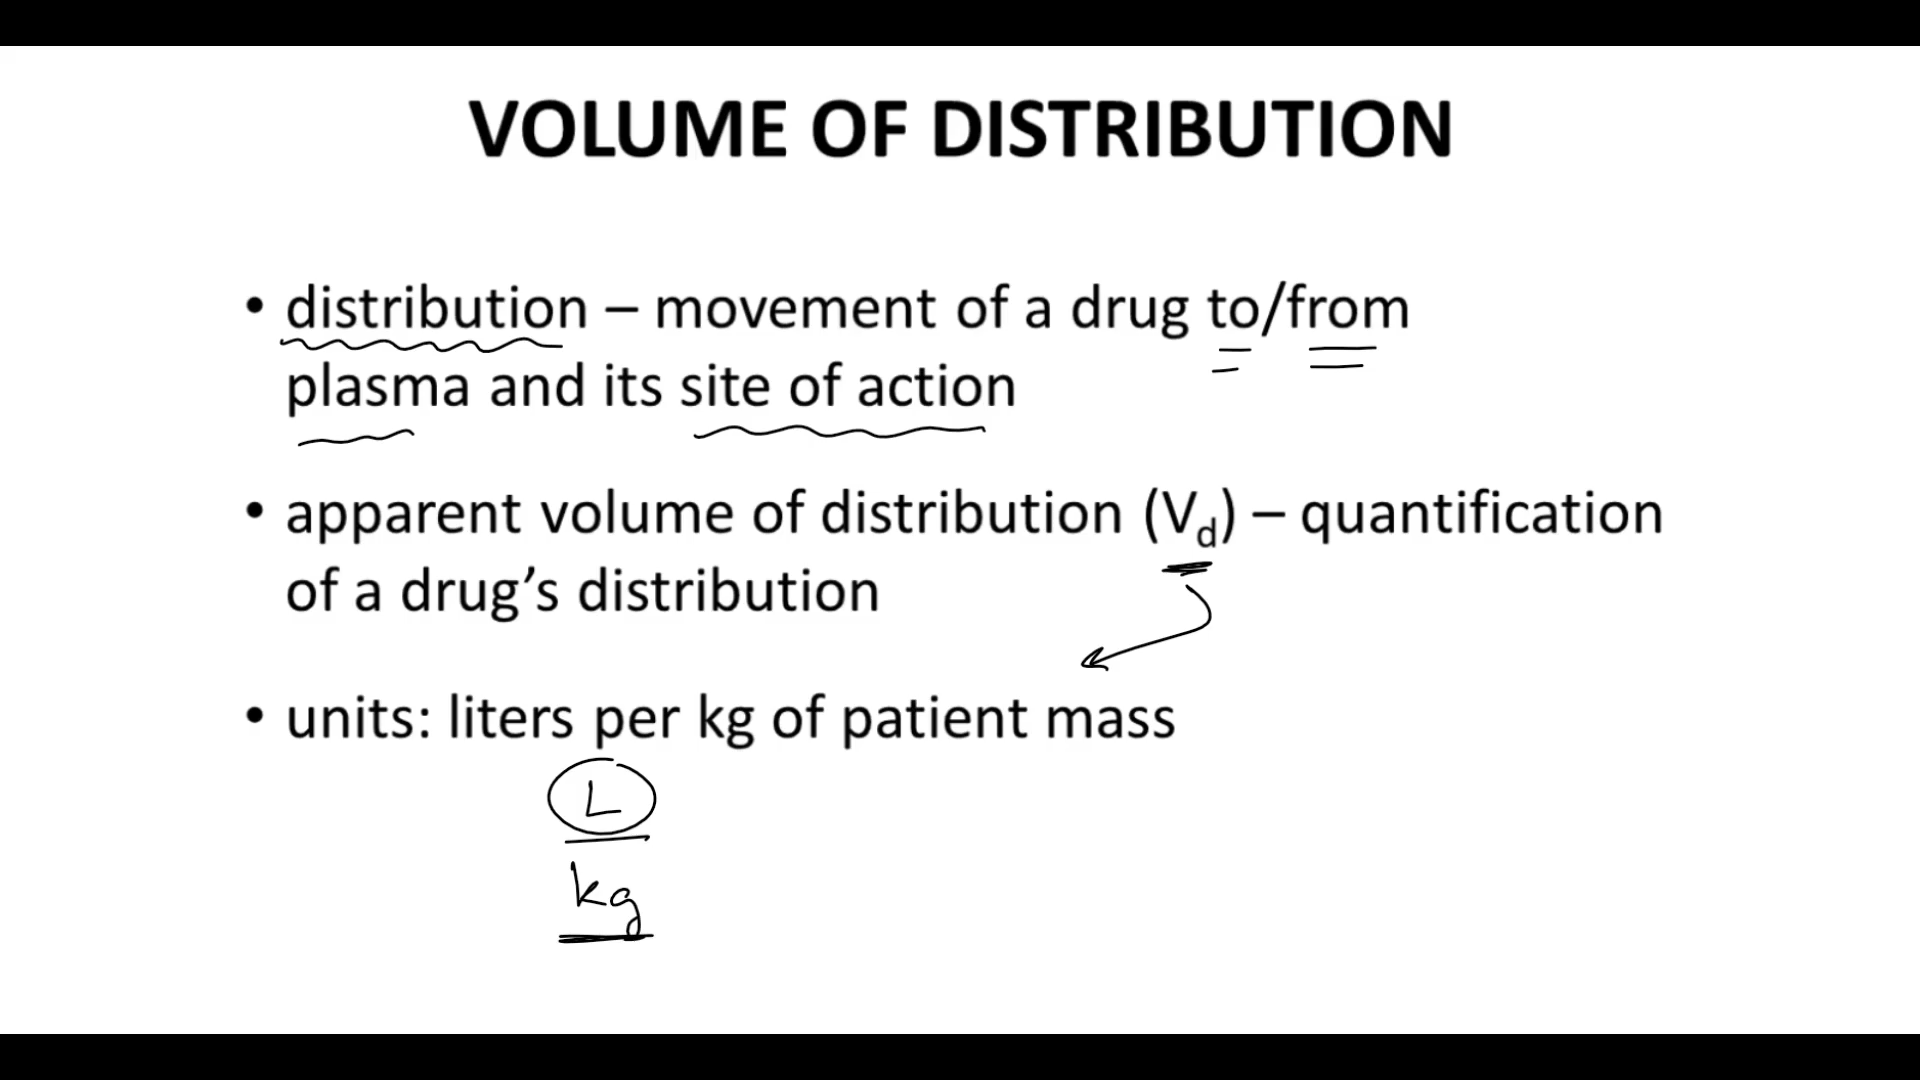 VOLUME OF DISTRIBUTION
• distribution – movement of a drug to/from
plasma and its site of action
• apparent volume of distribution (Vd) – quantification
of a drug’s distribution
• units: liters per kg of patient mass
L
kg